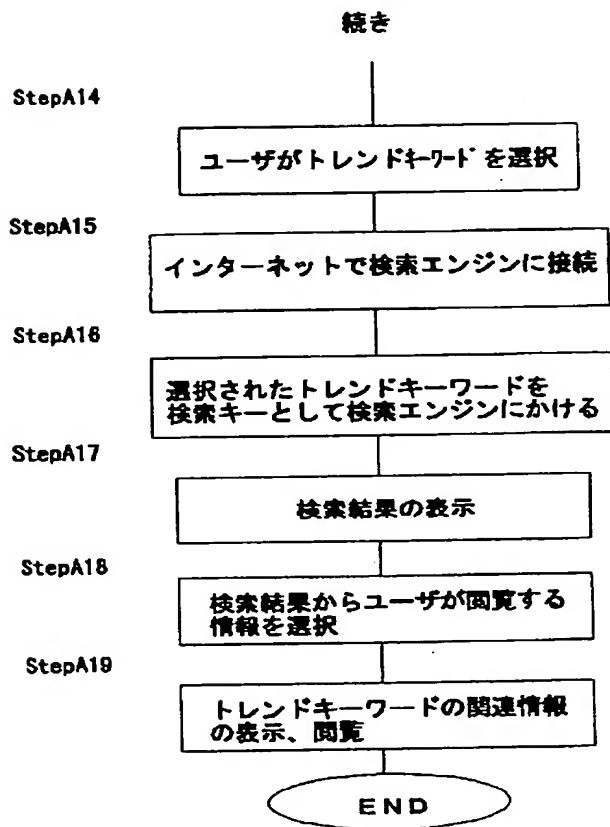 続き
StepA14
ユーザがトレンドｷｰﾜｰﾄﾞを選択
StepA15
インターネットで検索エンジンに接続
StepA16
選択されたトレンドキーワードを
検索キーとして検索エンジンにかける
StepA17
検索結果の表示
StepA18
検索結果からユーザが閲覧する
情報を選択
StepA19
トレンドキーワードの関連情報
の表示、閲覧
END